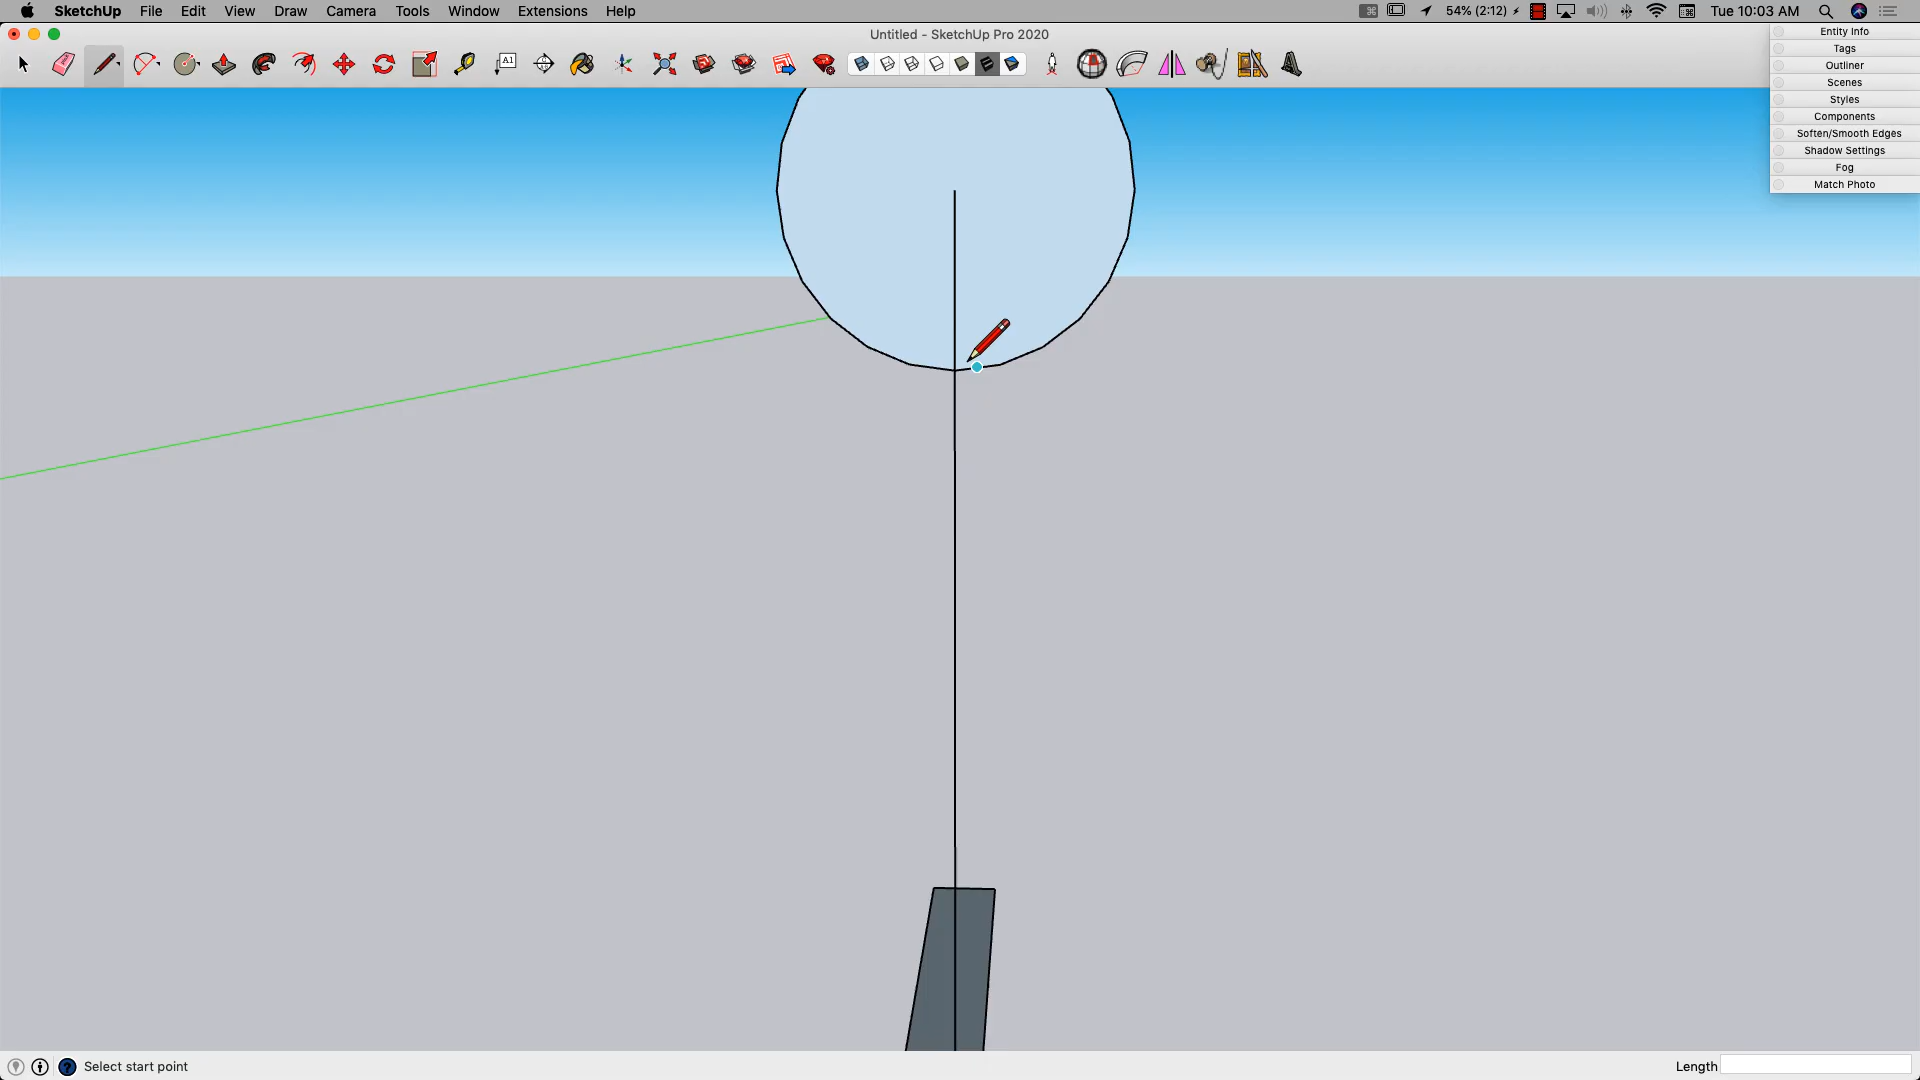 SketchUp File Edit View Draw Camera Tools Window Extensions Help 54% (2:12) Tue 10:03 AM
Untitled - SketchUp Pro 2020
A1
Entity Info
Tags
Outliner
Scenes
Styles
Components
Soften/Smooth Edges
Shadow Settings
Fog
Match Photo
? Select start point
Length